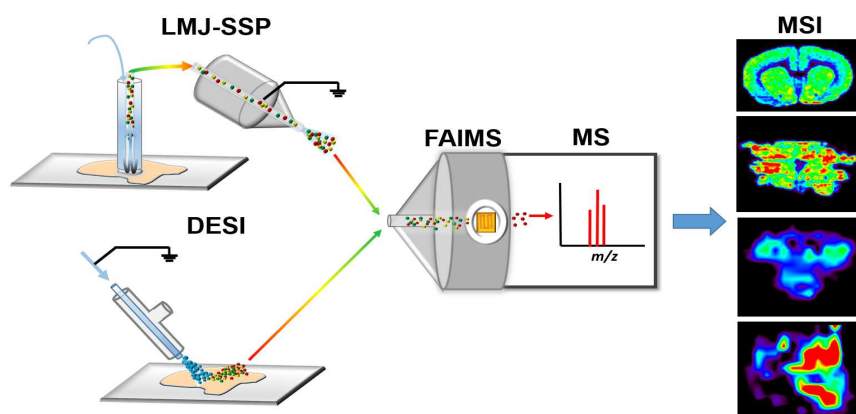 LMJ-SSP
MSI
FAIMS
MS
m/z
DESI